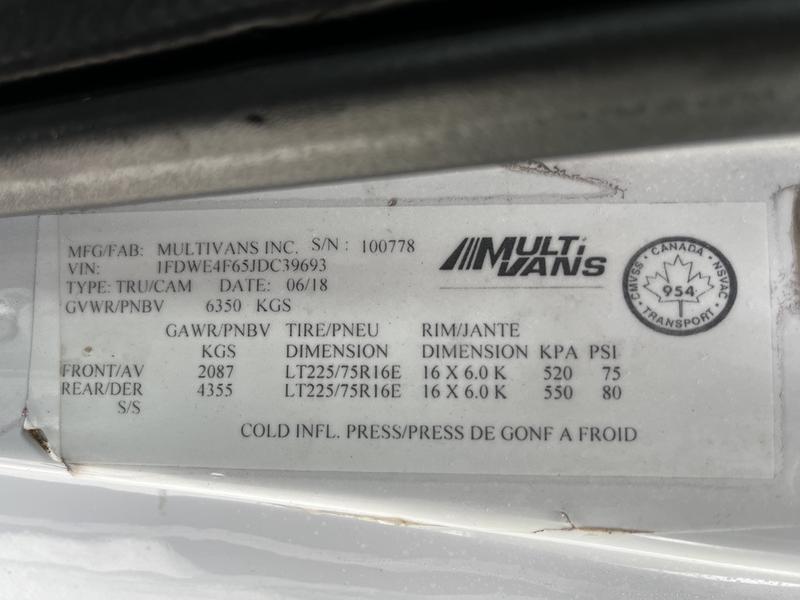 MFG/FAB: MULTIVANS INC. S/N : 100778
VIN: 1FDWE4F65JDC39693
TYPE: TRU/CAM DATE: 06/18
GVWR/PNBV 6350 KGS
MULTI VANS
CMVSS · CANADA · NSVAC
954
TRANSPORT
GAWR/PNBV TIRE/PNEU RIM/JANTE
KGS DIMENSION DIMENSION KPA PSI
FRONT/AV 2087 LT225/75R16E 16 X 6.0 K 520 75
REAR/DER 4355 LT225/75R16E 16 X 6.0 K 550 80
S/S
COLD INFL. PRESS/PRESS DE GONF A FROID